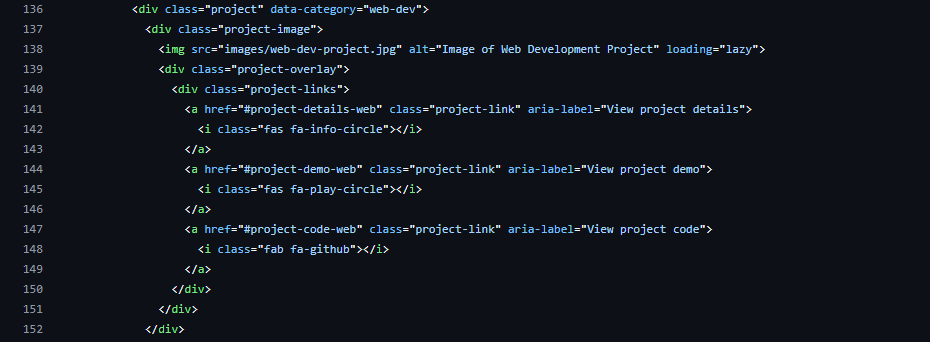 136 <div class="project" data-category="web-dev">
137 <div class="project-image">
138 <img src="images/web-dev-project.jpg" alt="Image of Web Development Project" loading="lazy">
139 <div class="project-overlay">
140 <div class="project-links">
141 <a href="#project-details-web" class="project-link" aria-label="View project details">
142 <i class="fas fa-info-circle"></i>
143 </a>
144 <a href="#project-demo-web" class="project-link" aria-label="View project demo">
145 <i class="fas fa-play-circle"></i>
146 </a>
147 <a href="#project-code-web" class="project-link" aria-label="View project code">
148 <i class="fab fa-github"></i>
149 </a>
150 </div>
151 </div>
152 </div>